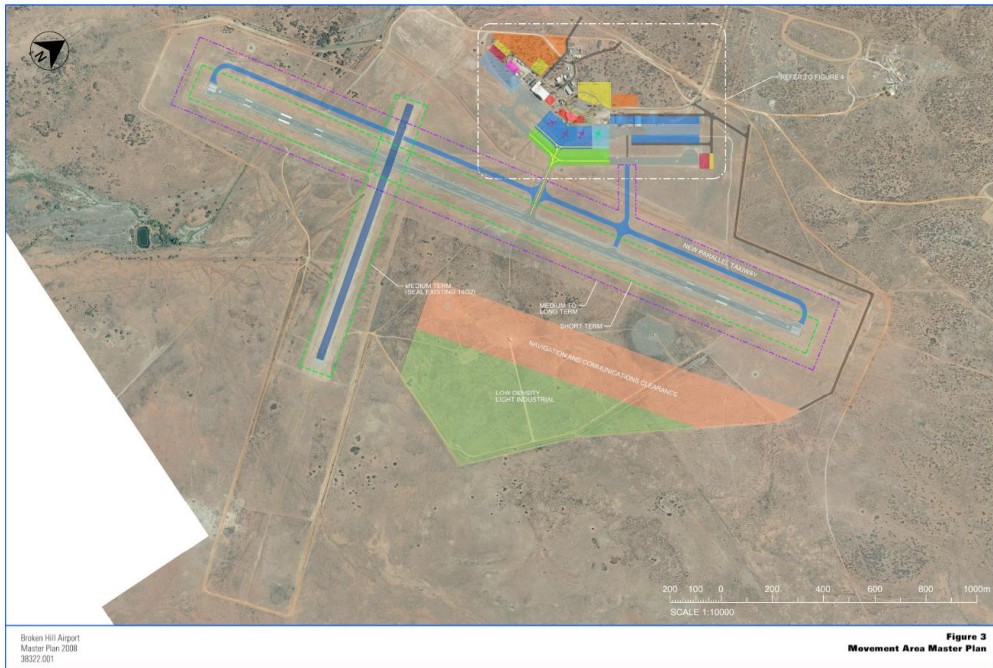 N
REFER TO FIGURE 4
NEW PARALLEL TAXIWAY
MEDIUM TERM
(SEAL EXISTING 14/32)
MEDIUM TO
LONG TERM
SHORT TERM
NAVIGATION AND COMMUNICATIONS CLEARANCE
LOW DENSITY
LIGHT INDUSTRIAL
200 100 0 200 400 600 800 1000m
SCALE 1:10000
Broken Hill Airport
Master Plan 2008
38322.001
Figure 3
Movement Area Master Plan